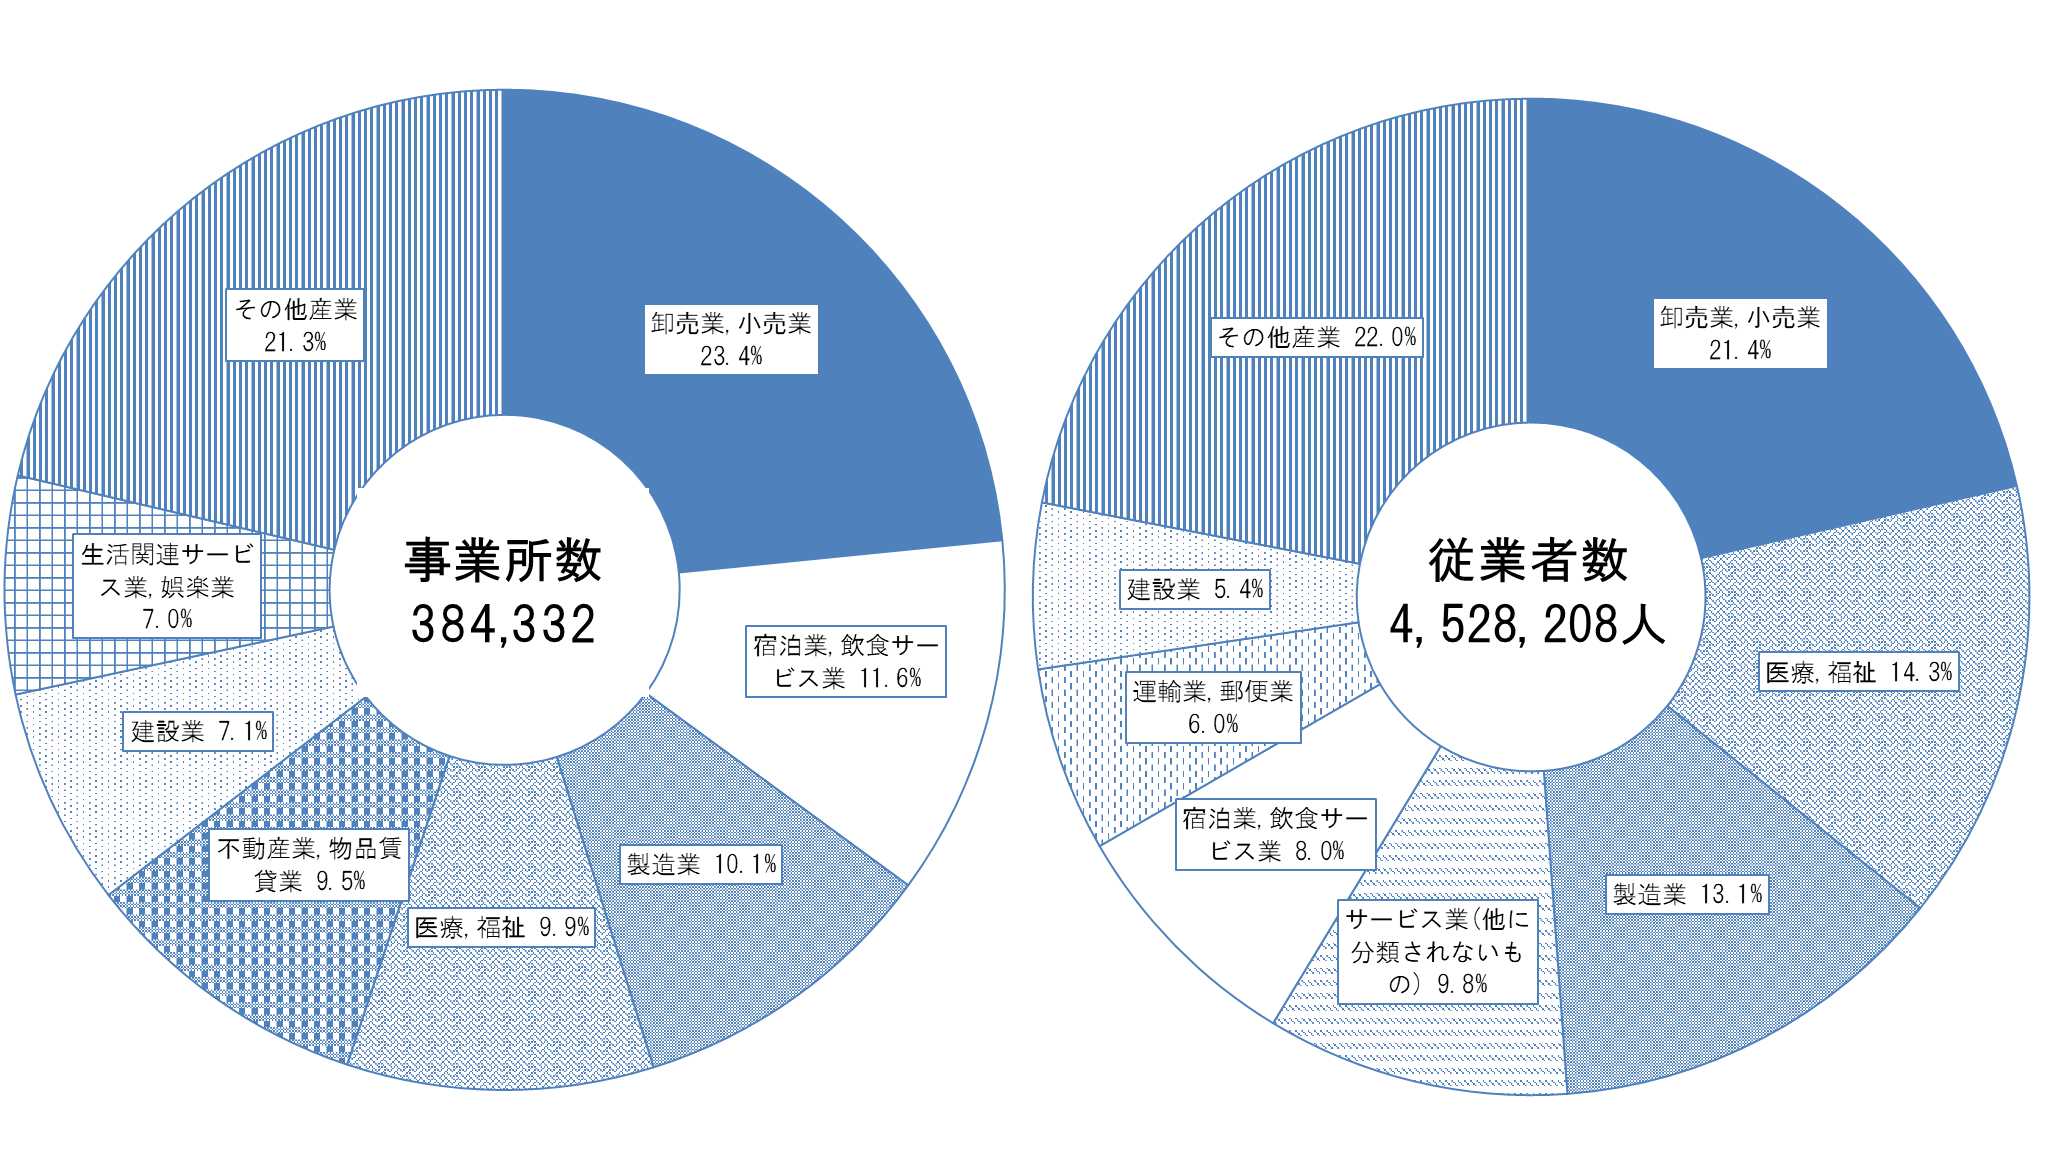 事業所数
384,332
卸売業,小売業
23.4%
宿泊業,飲食サー
ビス業 11.6%
製造業 10.1%
医療,福祉 9.9%
不動産業,物品賃
貸業 9.5%
建設業 7.1%
生活関連サービ
ス業,娯楽業
7.0%
その他産業
21.3%
従業者数
4,528,208人
卸売業,小売業
21.4%
医療,福祉 14.3%
製造業 13.1%
サービス業(他に
分類されないも
の) 9.8%
宿泊業,飲食サー
ビス業 8.0%
運輸業,郵便業
6.0%
建設業 5.4%
その他産業 22.0%